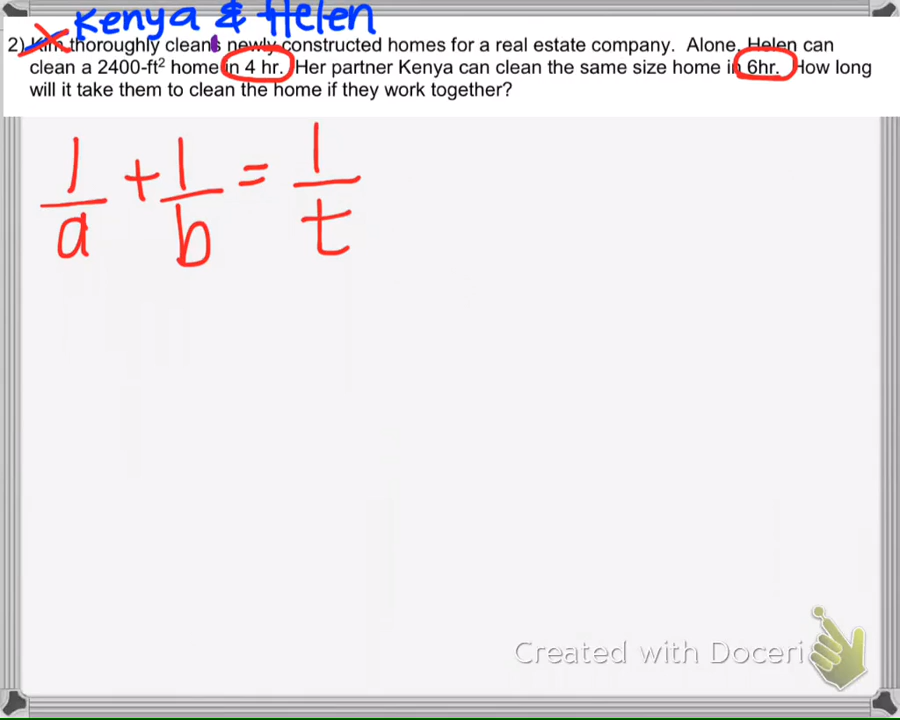 Kenya & Helen
2) Kim thoroughly cleans newly constructed homes for a real estate company. Alone, Helen can
clean a 2400-ft² home in 4 hr. Her partner Kenya can clean the same size home in 6hr. How long
will it take them to clean the home if they work together?
1/a + 1/b = 1/t
Created with Doceri